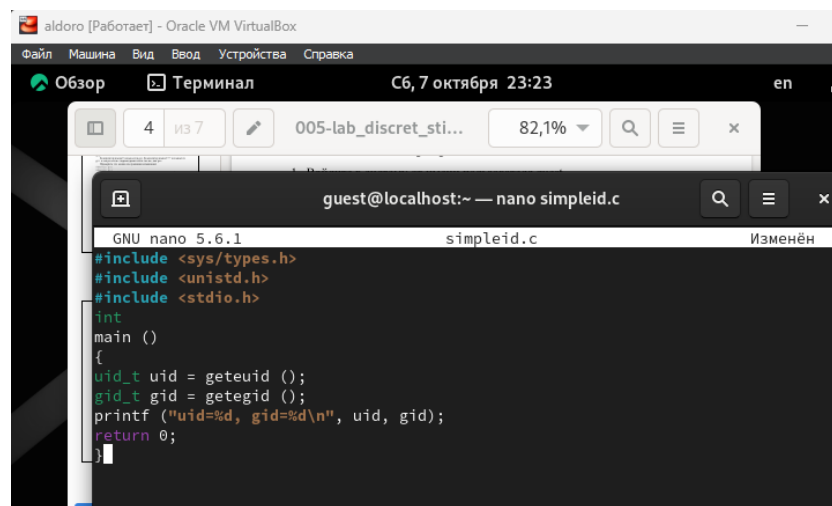 aldoro [Работает] - Oracle VM VirtualBox
Файл Машина Вид Ввод Устройства Справка
Обзор Терминал Сб, 7 октября 23:23 en
4 из 7 005-lab_discret_sti... 82,1%
guest@localhost:~ — nano simpleid.c
GNU nano 5.6.1 simpleid.c Изменён
#include <sys/types.h>
#include <unistd.h>
#include <stdio.h>
int
main ()
{
uid_t uid = geteuid ();
gid_t gid = getegid ();
printf ("uid=%d, gid=%d\n", uid, gid);
return 0;
}